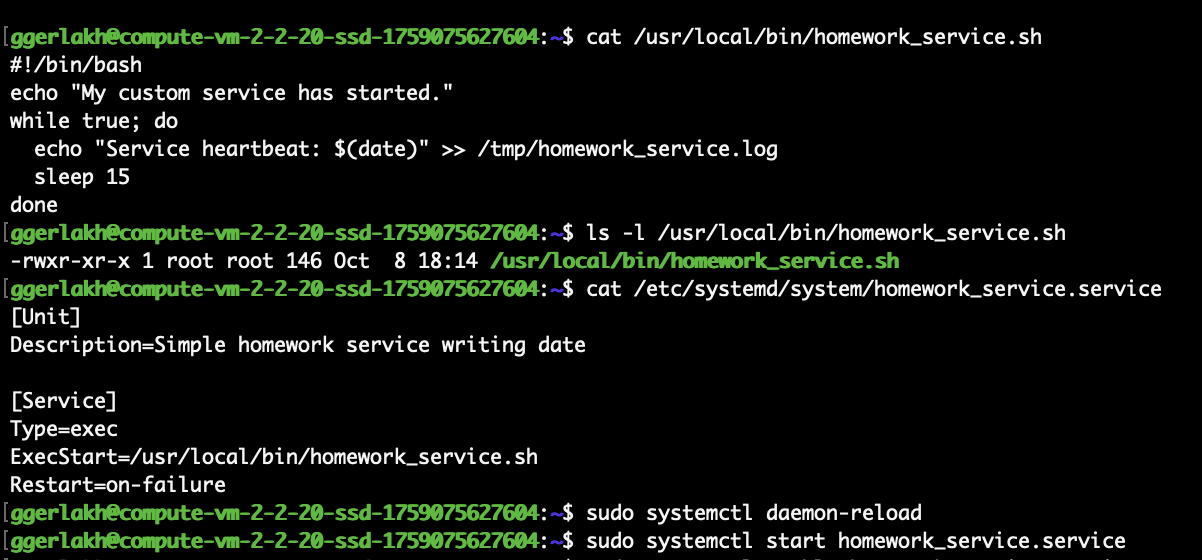 [ggerlakh@compute-vm-2-2-20-ssd-1759075627604:~$ cat /usr/local/bin/homework_service.sh
#!/bin/bash
echo "My custom service has started."
while true; do
  echo "Service heartbeat: $(date)" >> /tmp/homework_service.log
  sleep 15
done
[ggerlakh@compute-vm-2-2-20-ssd-1759075627604:~$ ls -l /usr/local/bin/homework_service.sh
-rwxr-xr-x 1 root root 146 Oct  8 18:14 /usr/local/bin/homework_service.sh
[ggerlakh@compute-vm-2-2-20-ssd-1759075627604:~$ cat /etc/systemd/system/homework_service.service
[Unit]
Description=Simple homework service writing date

[Service]
Type=exec
ExecStart=/usr/local/bin/homework_service.sh
Restart=on-failure
[ggerlakh@compute-vm-2-2-20-ssd-1759075627604:~$ sudo systemctl daemon-reload
[ggerlakh@compute-vm-2-2-20-ssd-1759075627604:~$ sudo systemctl start homework_service.service